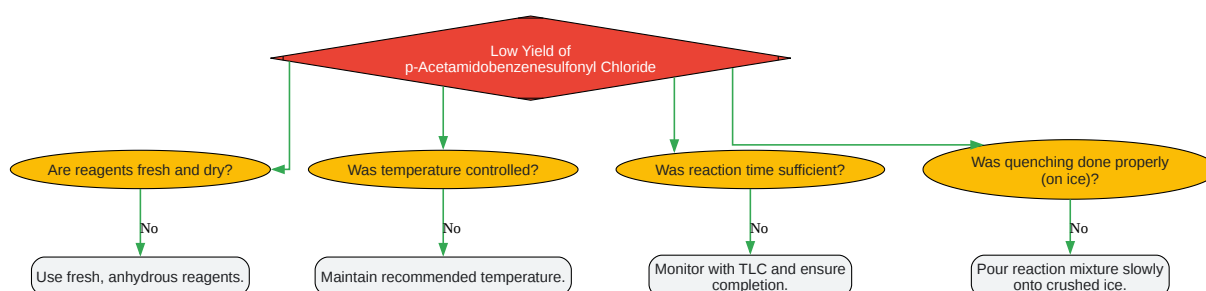 Low Yield of
p-Acetamidobenzenesulfonyl Chloride
Are reagents fresh and dry?
Was temperature controlled?
Was reaction time sufficient?
Was quenching done properly
(on ice)?
No
No
No
No
Use fresh, anhydrous reagents.
Maintain recommended temperature.
Monitor with TLC and ensure
completion.
Pour reaction mixture slowly
onto crushed ice.